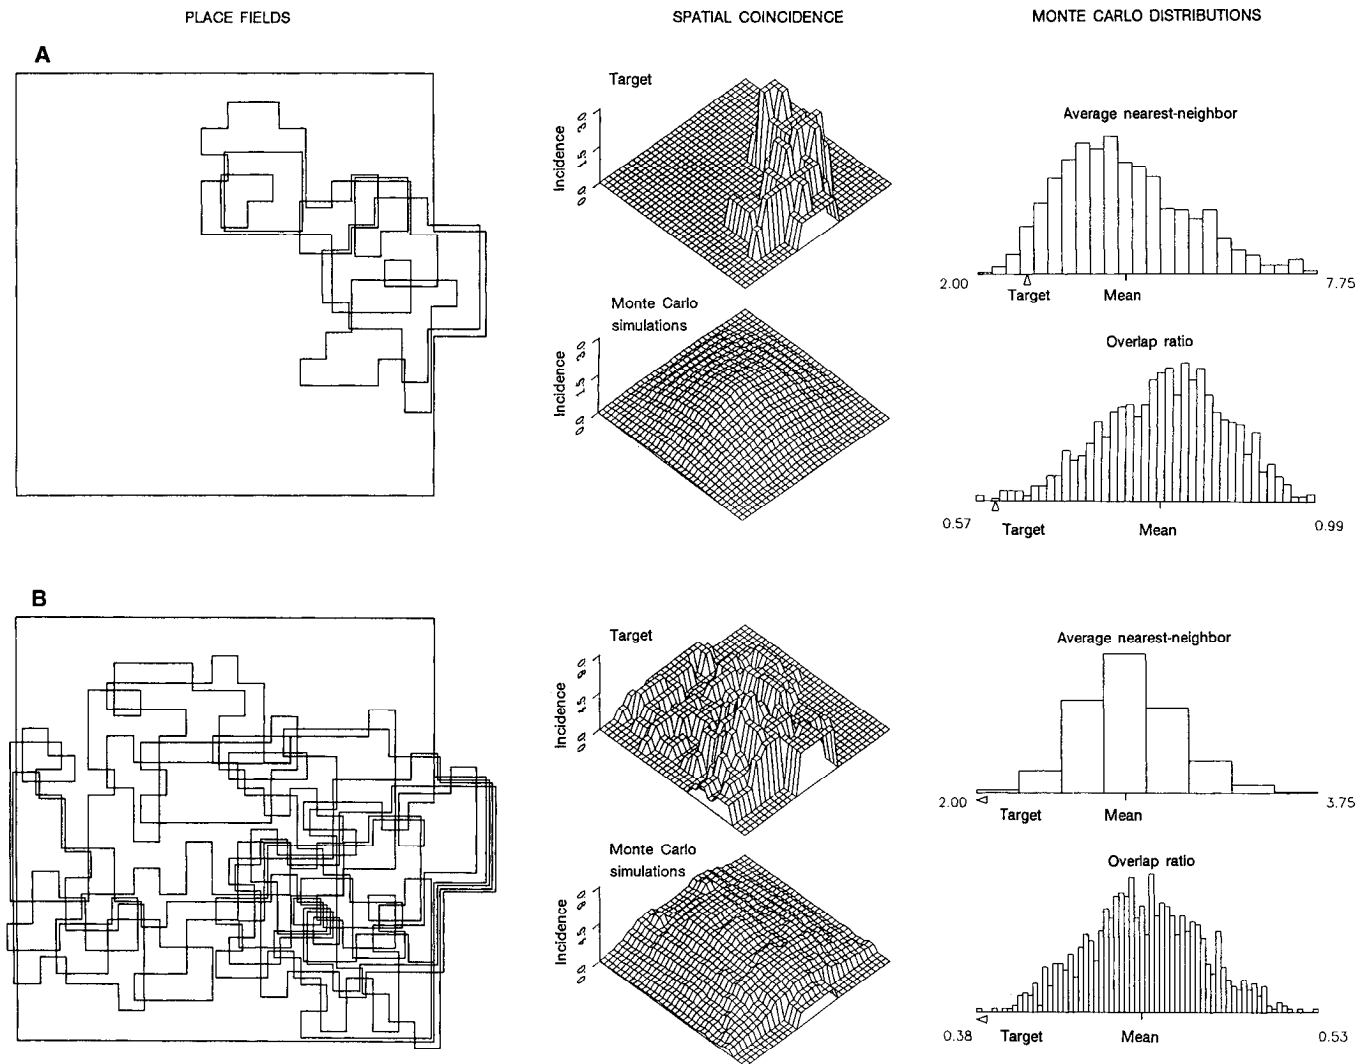 PLACE FIELDS
SPATIAL COINCIDENCE
MONTE CARLO DISTRIBUTIONS
A
Target
Incidence
Average nearest-neighbor
2.00
7.75
Target
Mean
Monte Carlo
simulations
Incidence
Overlap ratio
0.57
0.99
Target
Mean
B
Target
Incidence
Average nearest-neighbor
2.00
3.75
Target
Mean
Monte Carlo
simulations
Incidence
Overlap ratio
0.38
0.53
Target
Mean